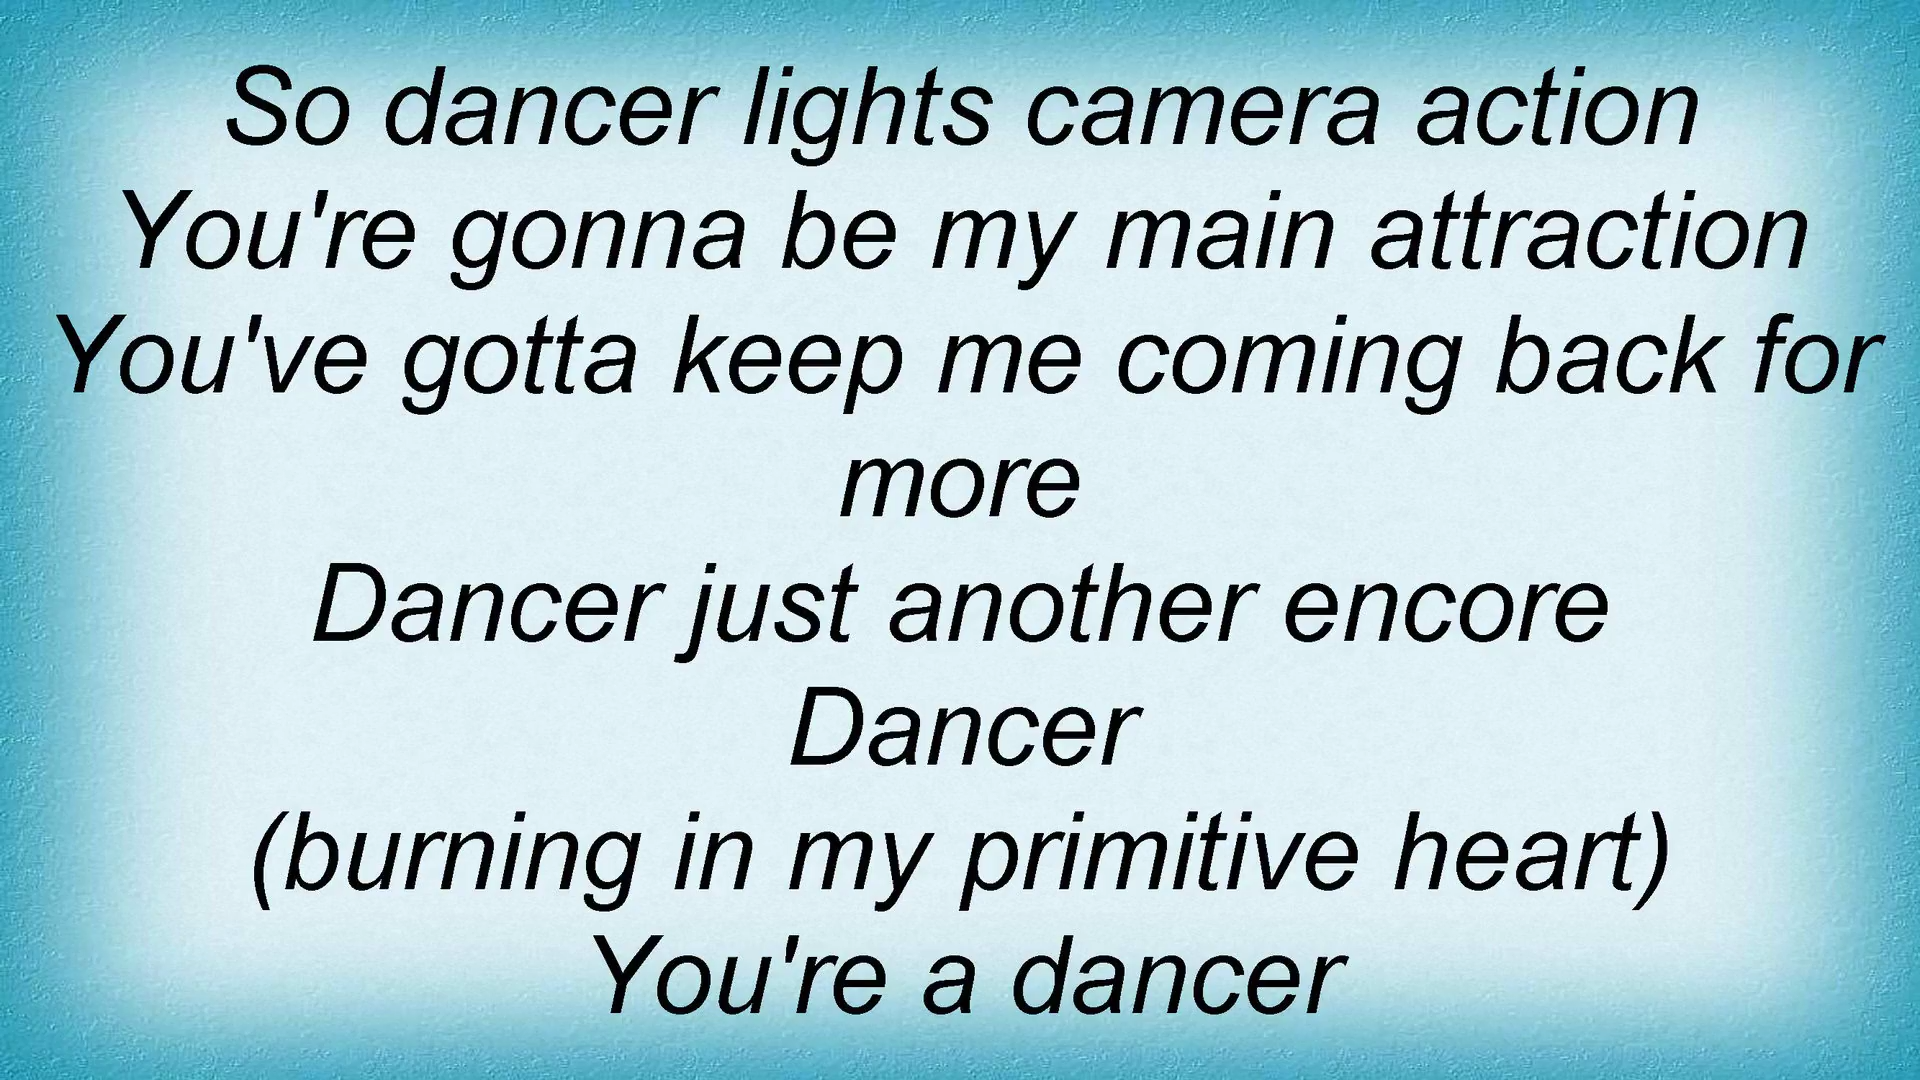 So dancer lights camera action
You're gonna be my main attraction
You've gotta keep me coming back for
more
Dancer just another encore
Dancer
(burning in my primitive heart)
You're a dancer